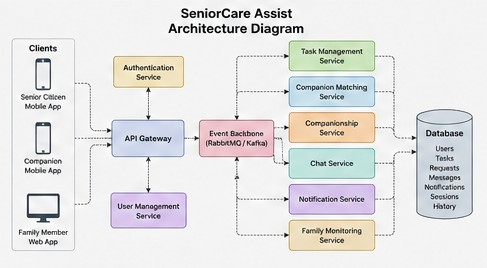 SeniorCare Assist
Architecture Diagram
Clients
Senior Citizen
Mobile App
Companion
Mobile App
Family Member
Web App
Authentication
Service
API Gateway
User Management
Service
Event Backbone
(RabbitMQ / Kafka)
Task Management
Service
Companion Matching
Service
Companionship
Service
Chat Service
Notification Service
Family Monitoring
Service
Database
Users
Tasks
Requests
Messages
Notifications
Sessions
History